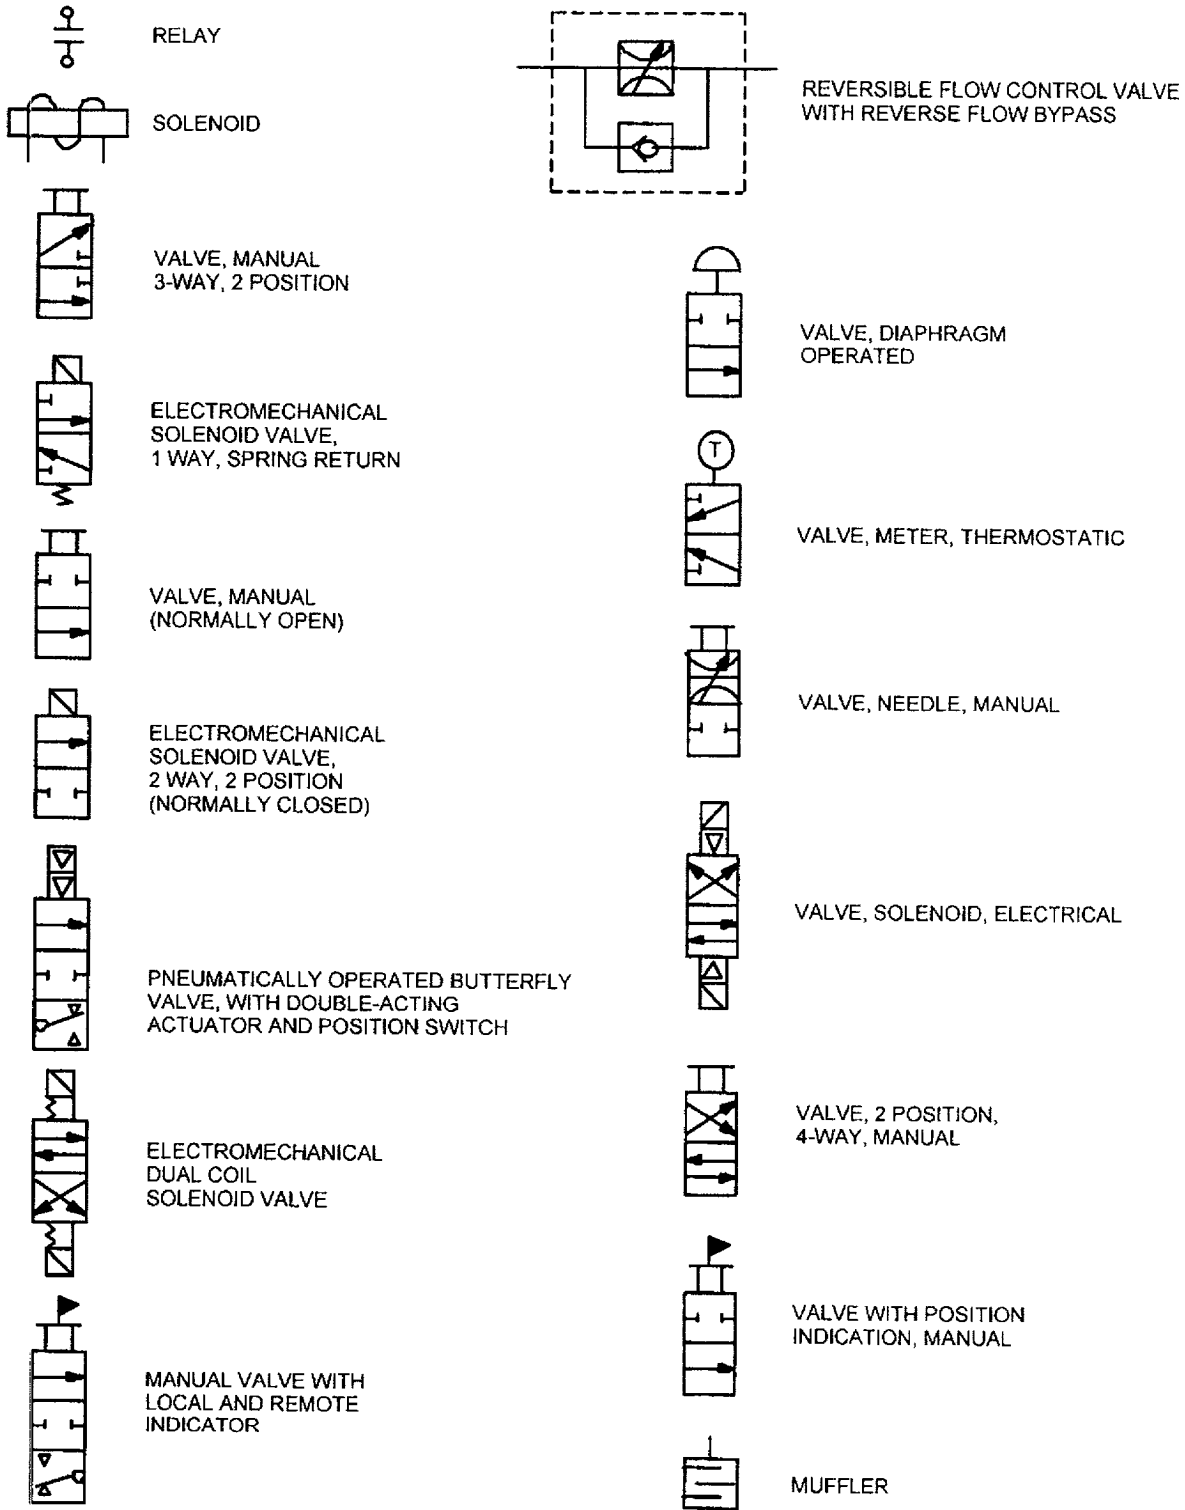 RELAY
SOLENOID
VALVE, MANUAL
3-WAY, 2 POSITION
ELECTROMECHANICAL
SOLENOID VALVE,
1 WAY, SPRING RETURN
VALVE, MANUAL
(NORMALLY OPEN)
ELECTROMECHANICAL
SOLENOID VALVE,
2 WAY, 2 POSITION
(NORMALLY CLOSED)
PNEUMATICALLY OPERATED BUTTERFLY
VALVE, WITH DOUBLE-ACTING
ACTUATOR AND POSITION SWITCH
ELECTROMECHANICAL
DUAL COIL
SOLENOID VALVE
MANUAL VALVE WITH
LOCAL AND REMOTE
INDICATOR
REVERSIBLE FLOW CONTROL VALVE
WITH REVERSE FLOW BYPASS
VALVE, DIAPHRAGM
OPERATED
T
VALVE, METER, THERMOSTATIC
VALVE, NEEDLE, MANUAL
VALVE, SOLENOID, ELECTRICAL
VALVE, 2 POSITION,
4-WAY, MANUAL
VALVE WITH POSITION
INDICATION, MANUAL
MUFFLER